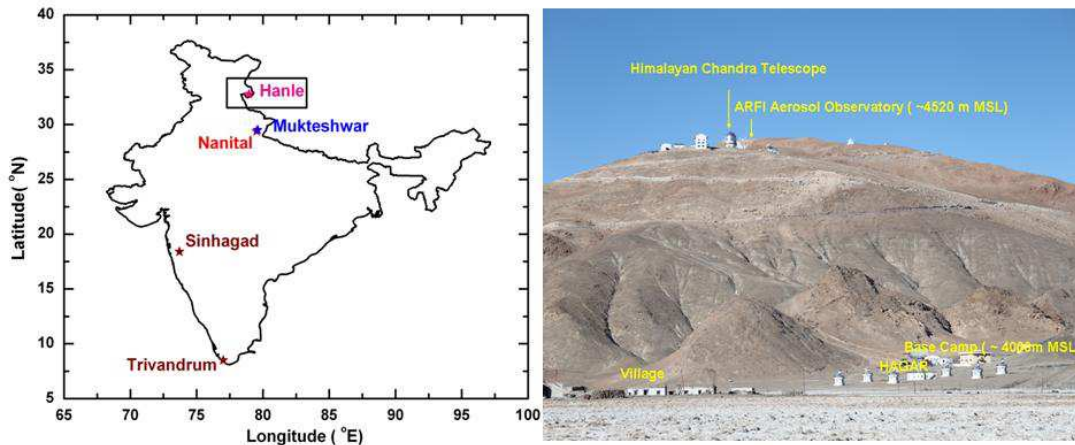 40
35
30
25
20
15
10
5
Latitude( °N)
Hanle
Mukteshwar
Nanital
Sinhagad
Trivandrum
65 70 75 80 85 90 95 100
Longitude ( °E)
Himalayan Chandra Telescope
ARFI Aerosol Observatory ( ~4520 m MSL)
Base Camp ( ~ 4000m MSL
HAGAR
Village